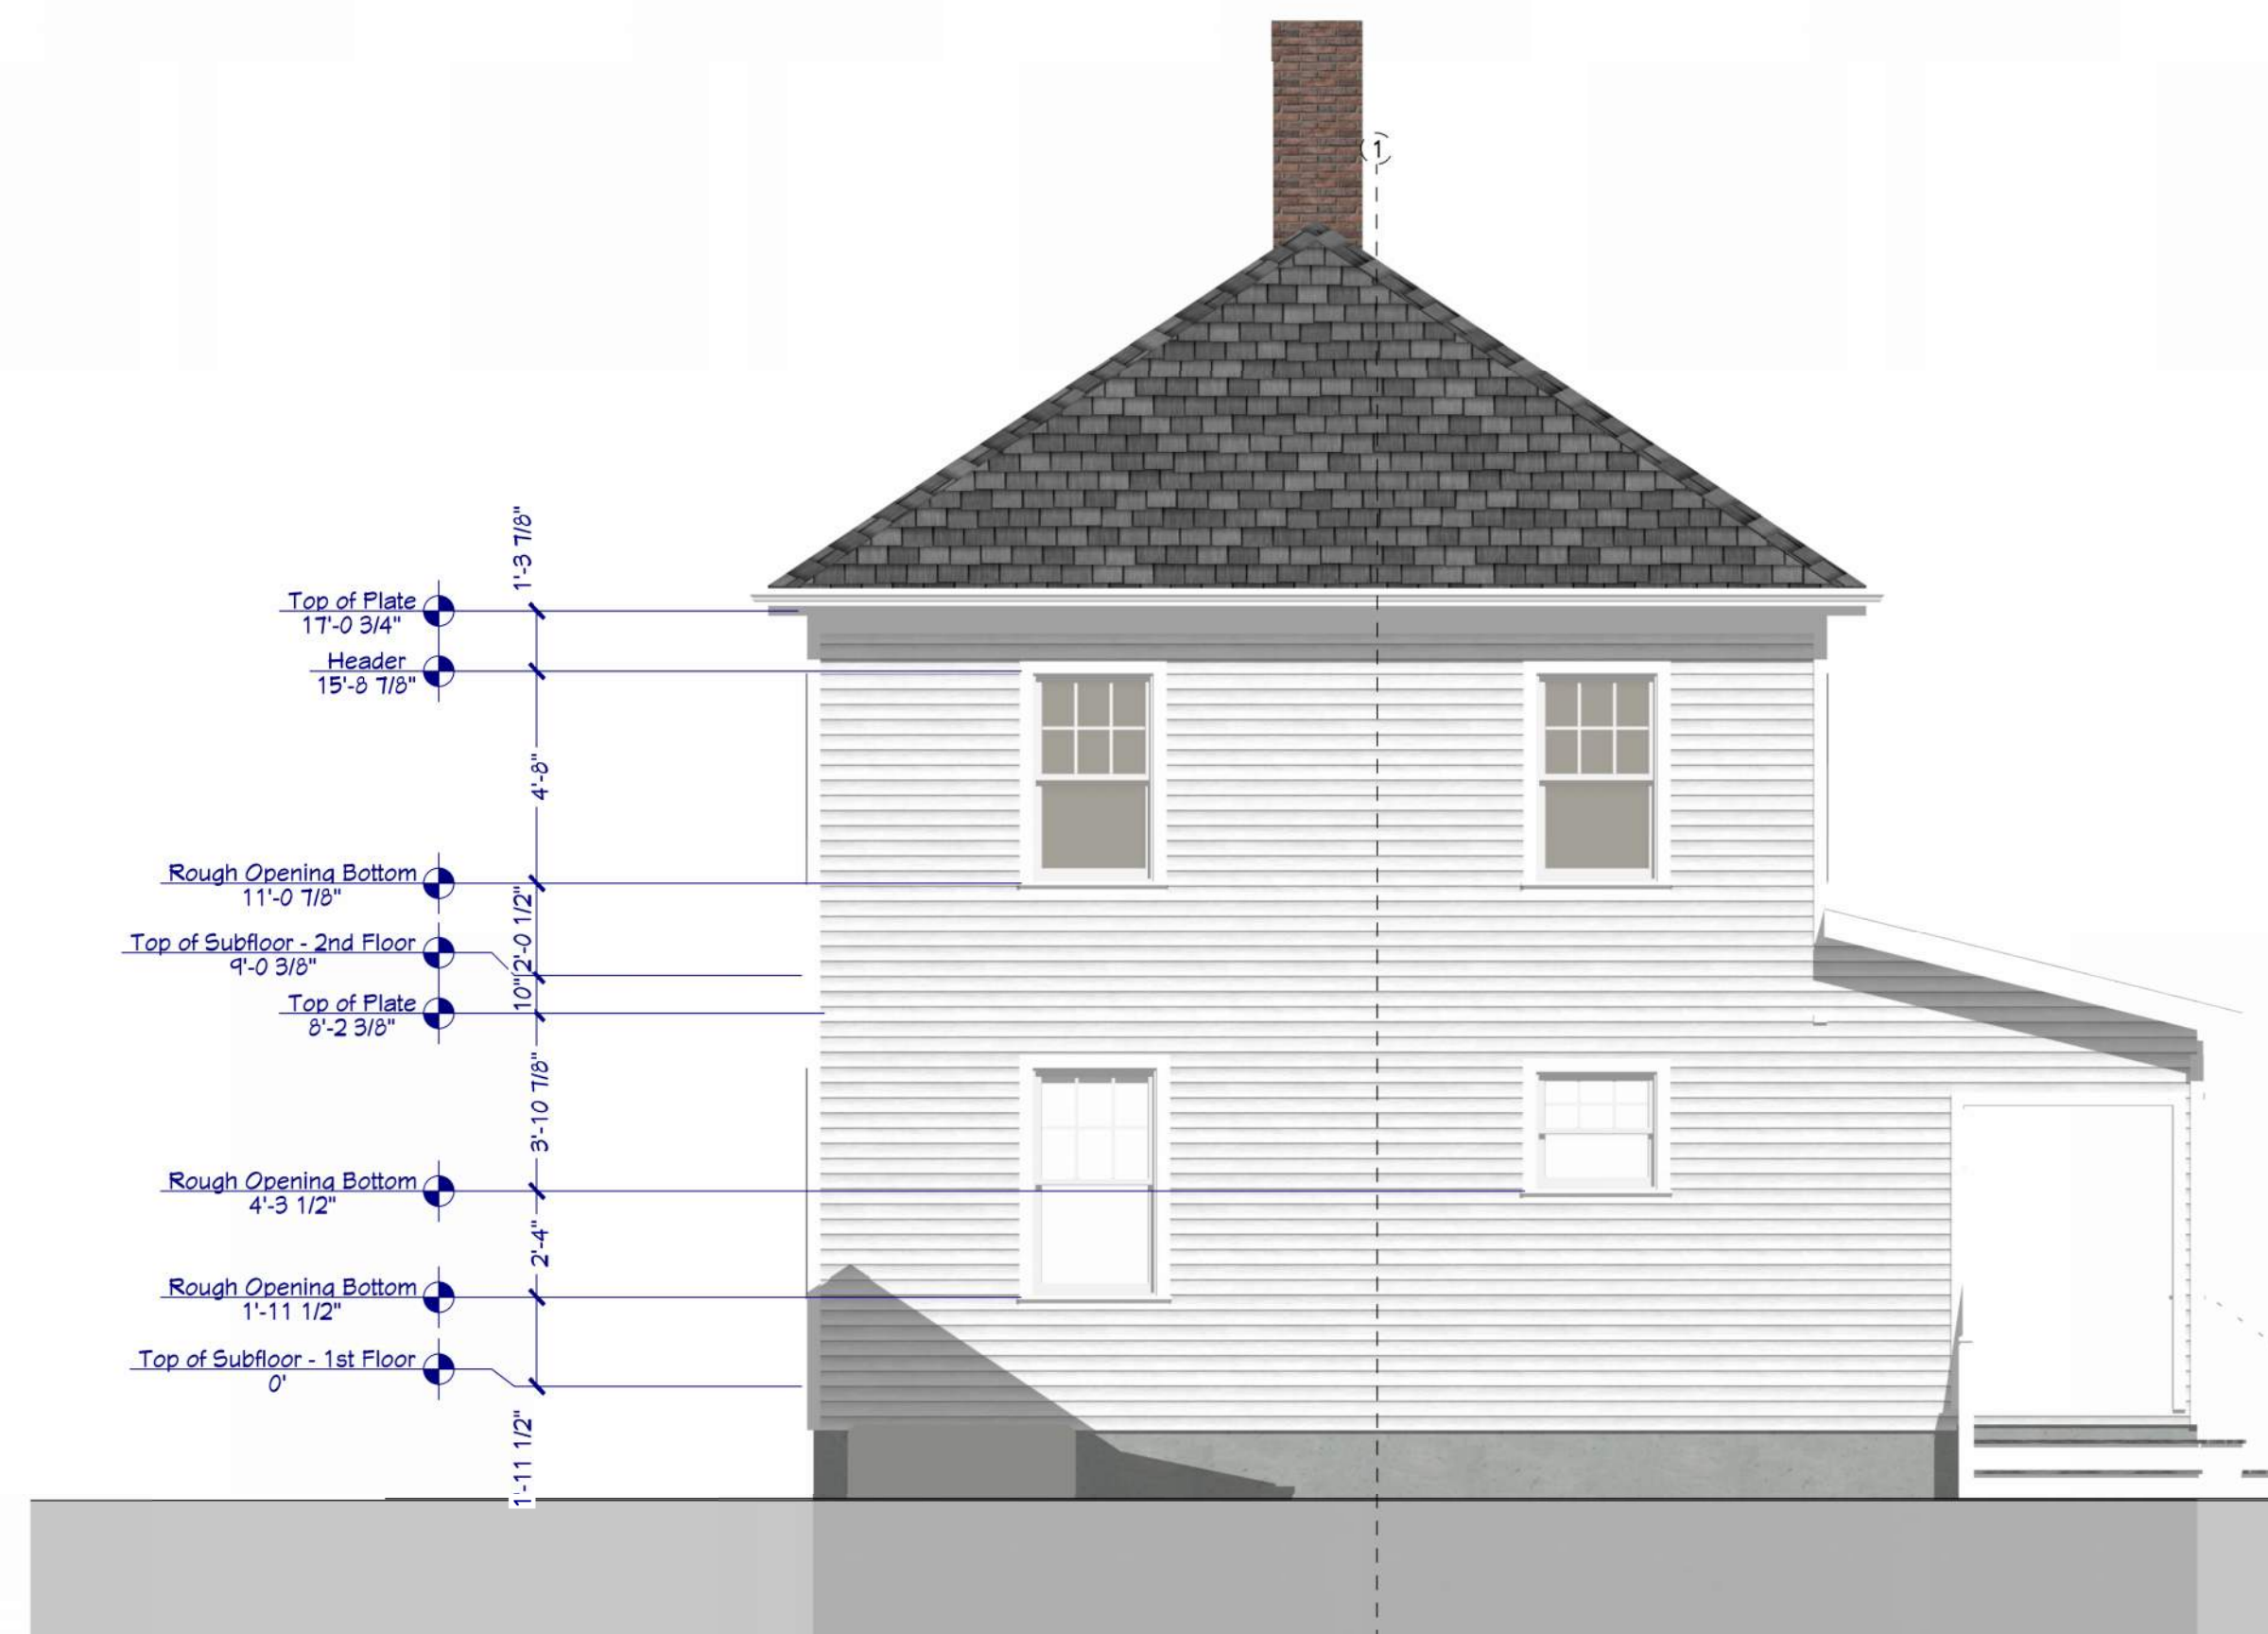 1
1'-3 7/8"
Top of Plate
17'-0 3/4"
Header
15'-8 7/8"
4'-8"
Rough Opening Bottom
11'-0 7/8"
2'-0 1/2"
Top of Subfloor - 2nd Floor
9'-0 3/8"
10"
Top of Plate
8'-2 3/8"
3'-10 7/8"
Rough Opening Bottom
4'-3 1/2"
2'-4"
Rough Opening Bottom
1'-11 1/2"
Top of Subfloor - 1st Floor
0'
1'-11 1/2"